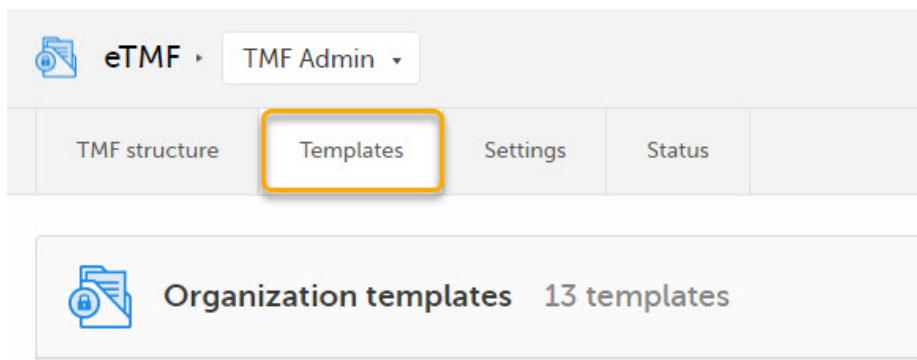 eTMF TMF Admin
TMF structure Templates Settings Status
Organization templates 13 templates